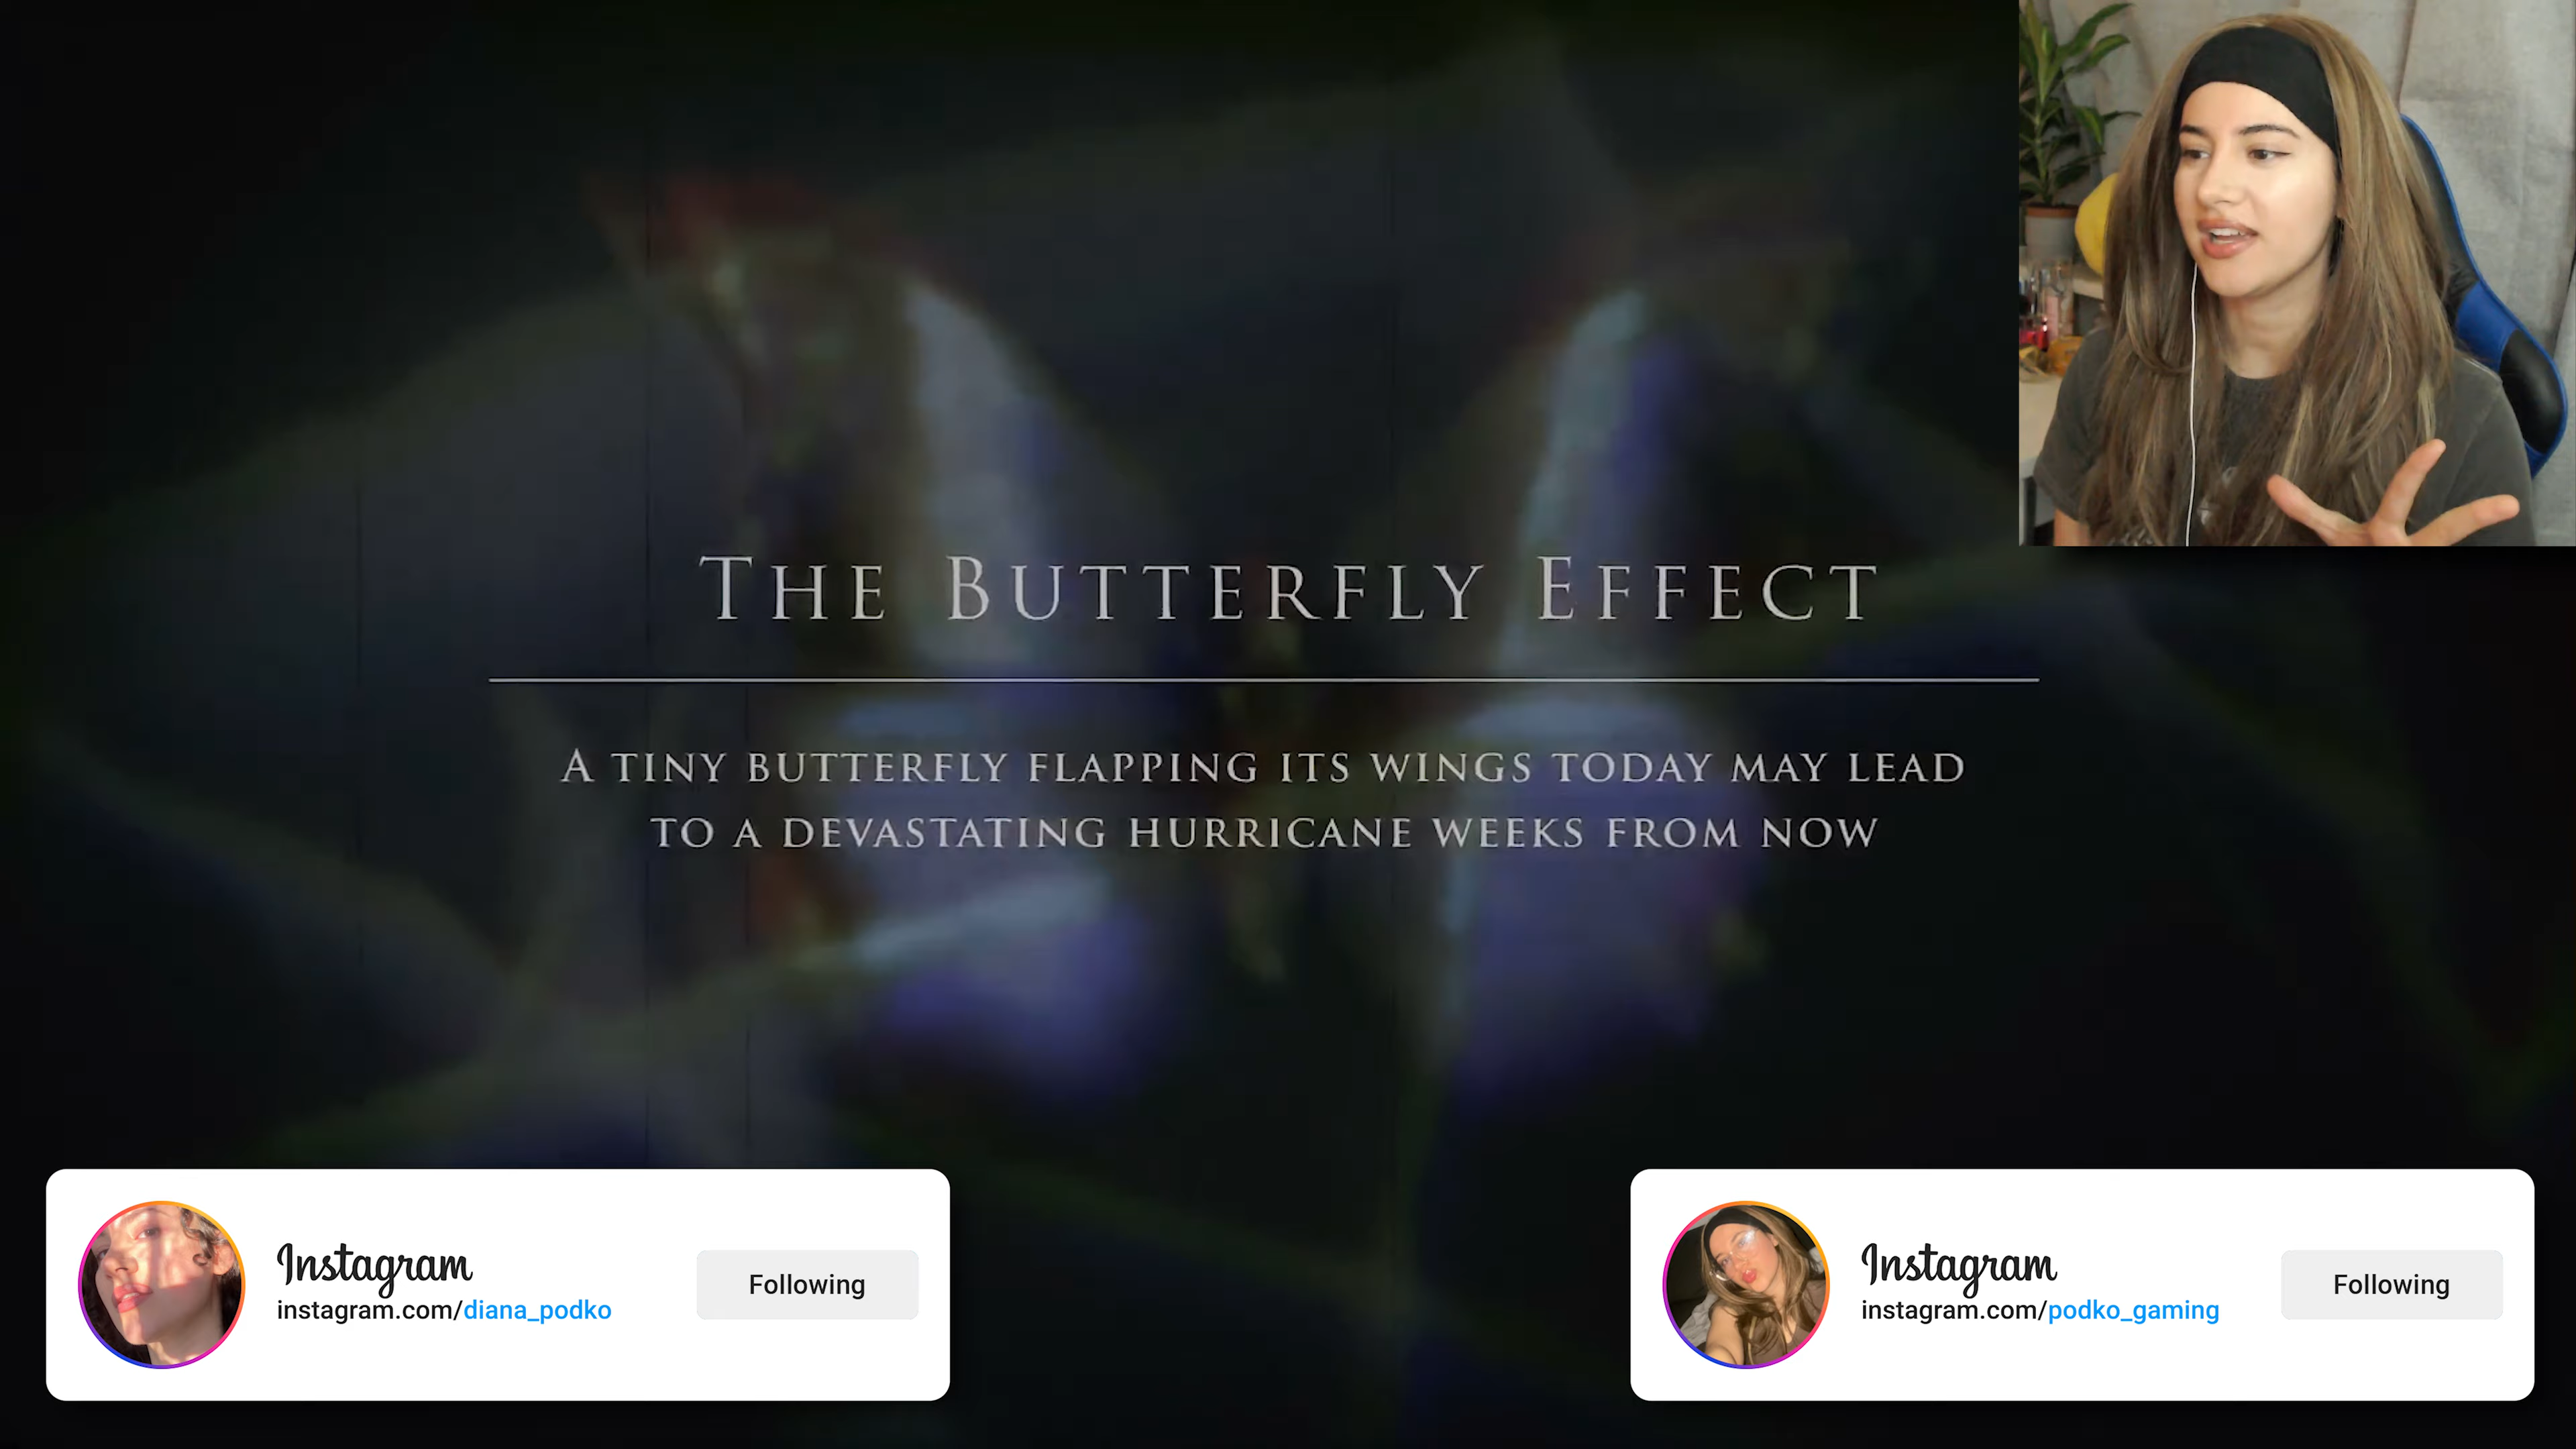 The Butterfly Effect
A tiny butterfly flapping its wings today may lead
to a devastating hurricane weeks from now
Instagram
instagram.com/diana_podko
Following
Instagram
instagram.com/podko_gaming
Following